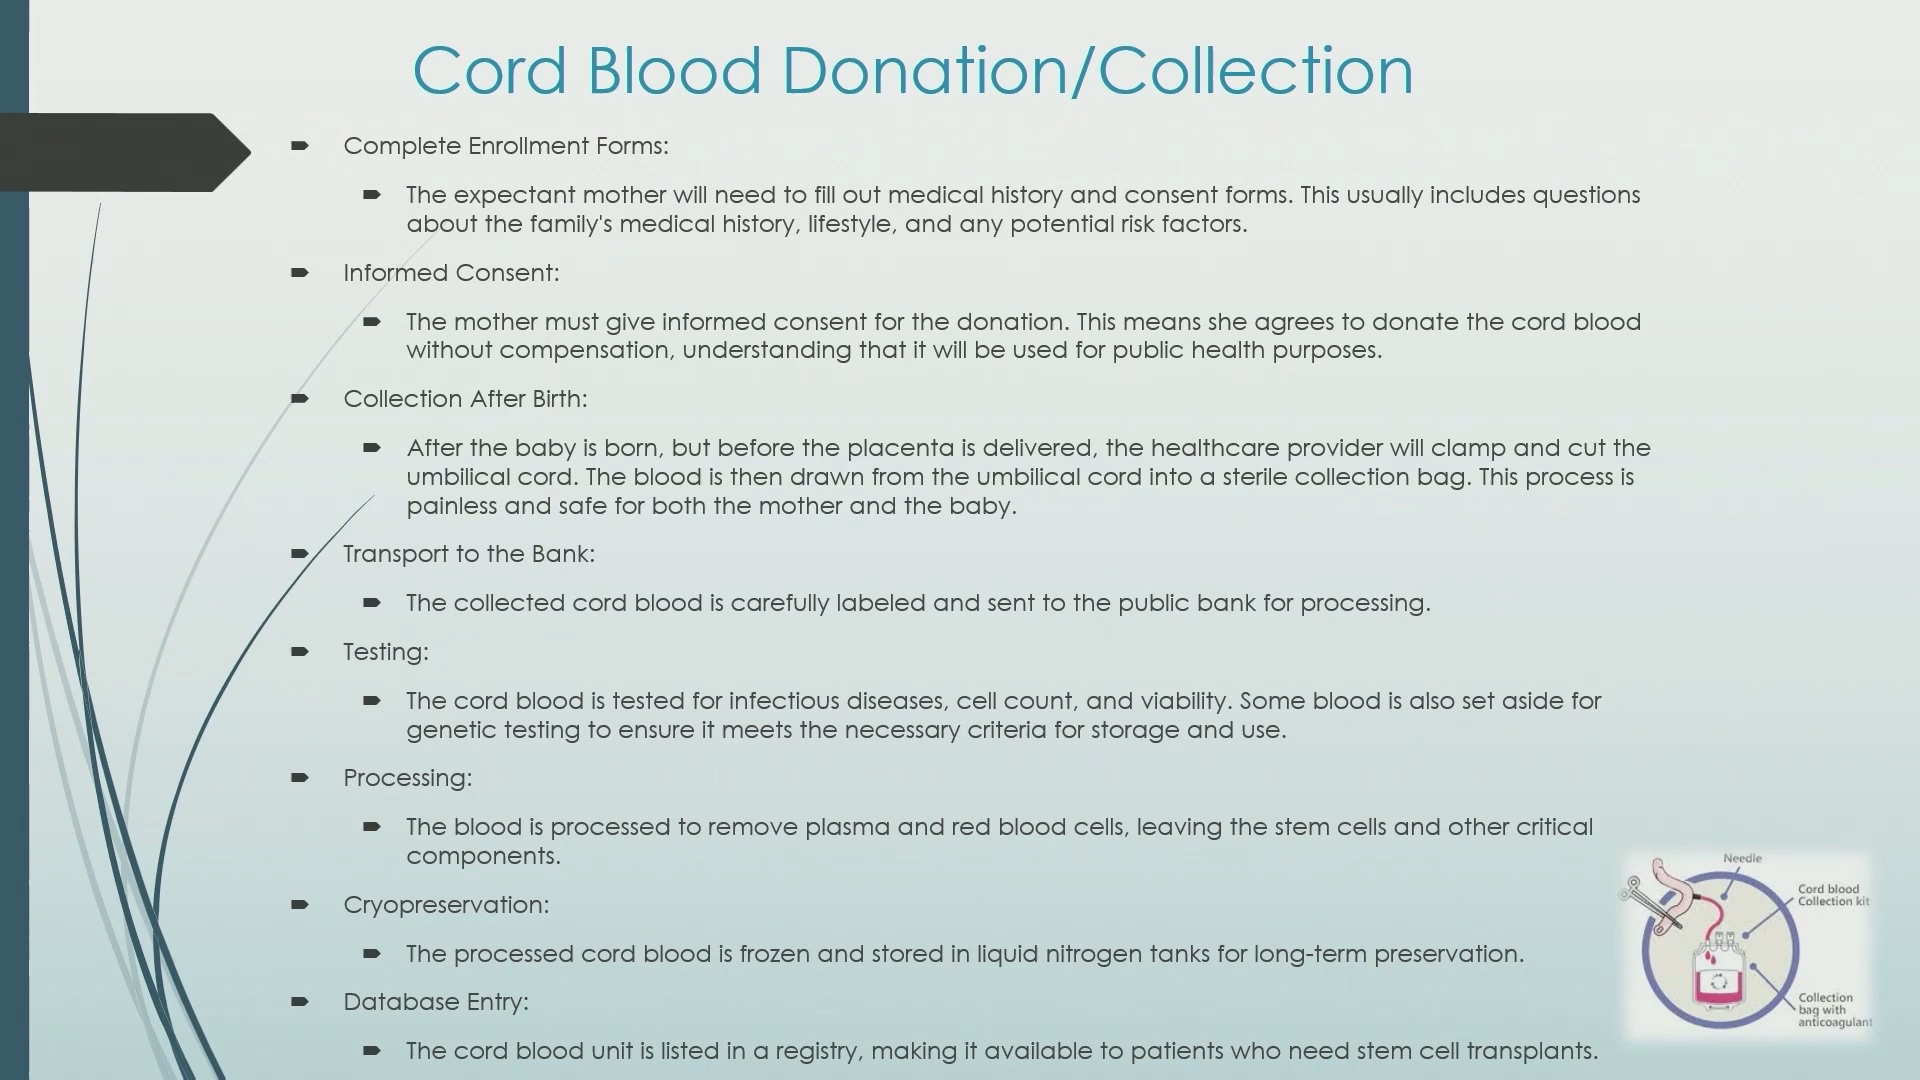 Cord Blood Donation/Collection
Complete Enrollment Forms:
The expectant mother will need to fill out medical history and consent forms. This usually includes questions
about the family's medical history, lifestyle, and any potential risk factors.
Informed Consent:
The mother must give informed consent for the donation. This means she agrees to donate the cord blood
without compensation, understanding that it will be used for public health purposes.
Collection After Birth:
After the baby is born, but before the placenta is delivered, the healthcare provider will clamp and cut the
umbilical cord. The blood is then drawn from the umbilical cord into a sterile collection bag. This process is
painless and safe for both the mother and the baby.
Transport to the Bank:
The collected cord blood is carefully labeled and sent to the public bank for processing.
Testing:
The cord blood is tested for infectious diseases, cell count, and viability. Some blood is also set aside for
genetic testing to ensure it meets the necessary criteria for storage and use.
Processing:
The blood is processed to remove plasma and red blood cells, leaving the stem cells and other critical
components.
Cryopreservation:
The processed cord blood is frozen and stored in liquid nitrogen tanks for long-term preservation.
Database Entry:
The cord blood unit is listed in a registry, making it available to patients who need stem cell transplants.
Needle
Cord blood
Collection kit
Collection
bag with
anticoagulant